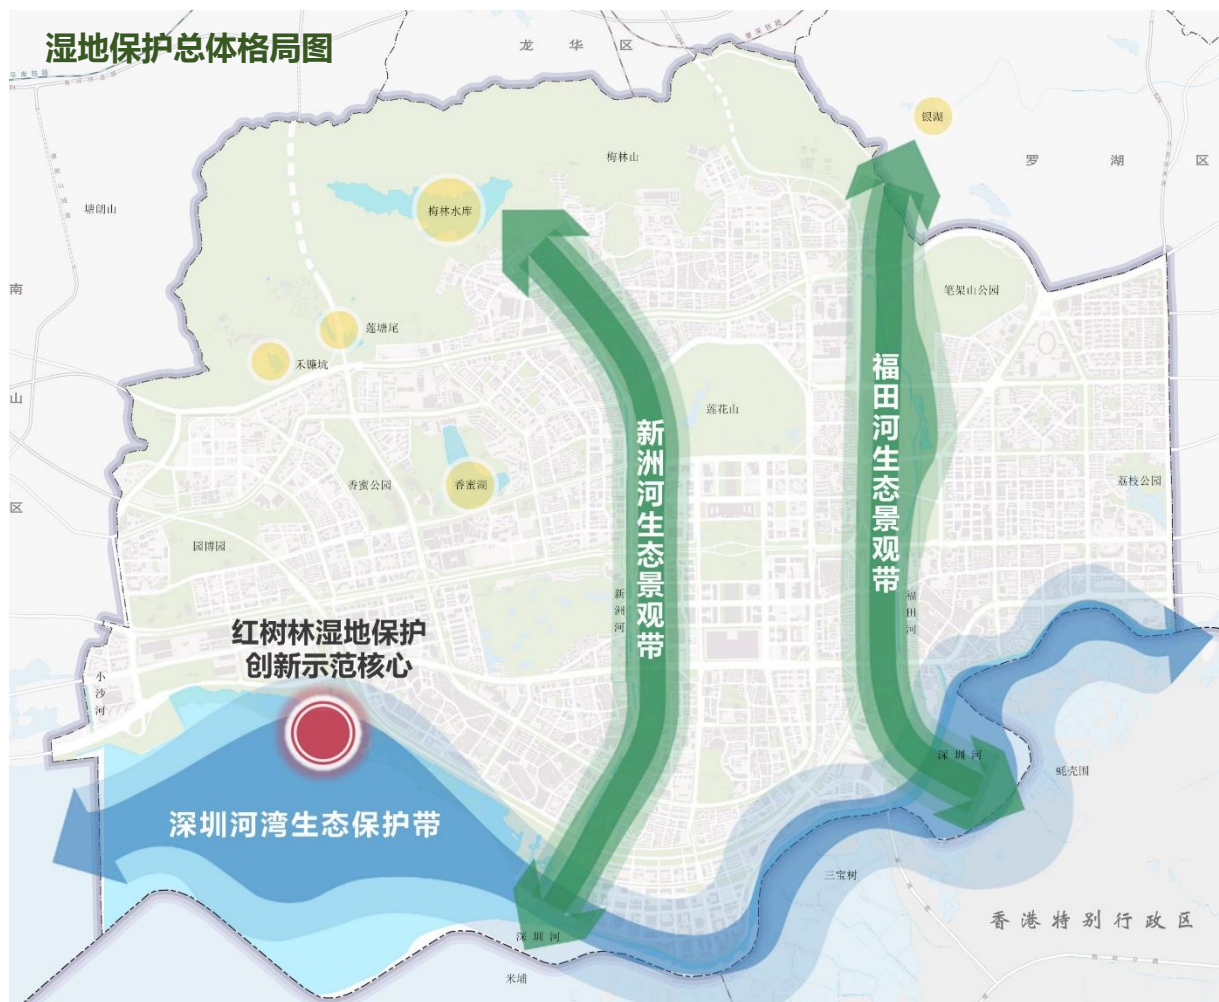 湿地保护总体格局图
龙华区
银湖
罗湖区
梅林山
塘朗山
梅林水库
南山区
笔架山公园
莲塘尾
禾镰坑
莲花山
福田河生态景观带
新洲河生态景观带
香蜜公园
香蜜湖
荔枝公园
园博园
新洲河
福田河
红树林湿地保护
创新示范核心
小沙河
深圳河
蚝壳围
深圳河湾生态保护带
三宝树
香港特别行政区
深圳河
米埔